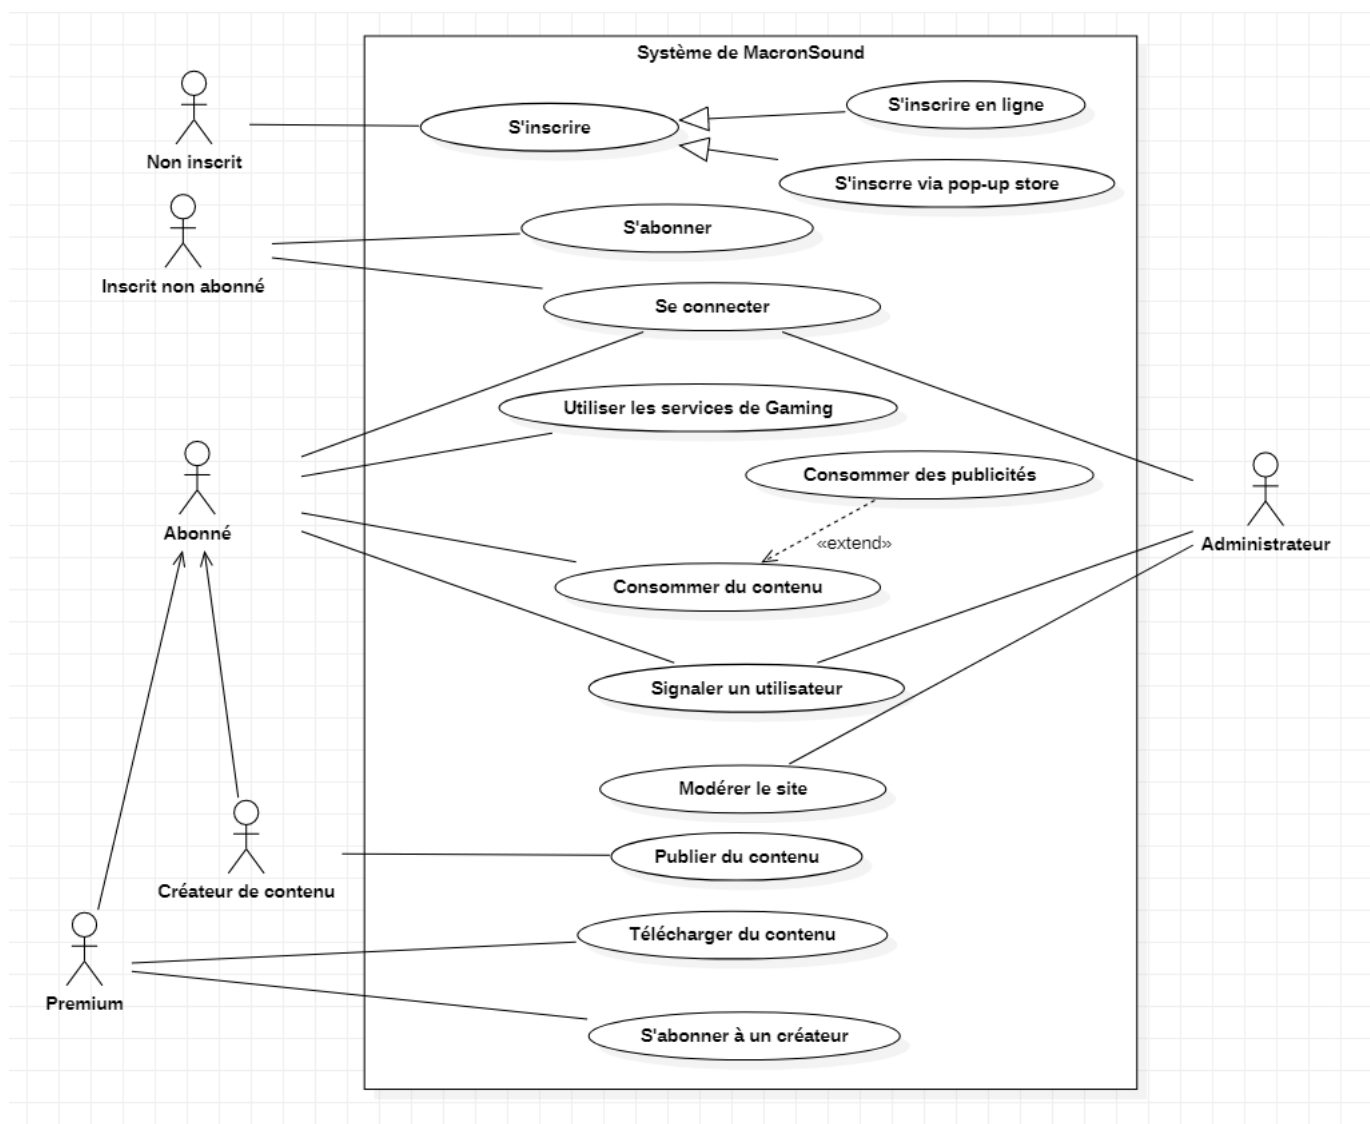 Système de MacronSound
Non inscrit
S'inscrire
S'inscrire en ligne
S'inscrre via pop-up store
Inscrit non abonné
S'abonner
Se connecter
Utiliser les services de Gaming
Consommer des publicités
Abonné
«extend»
Administrateur
Consommer du contenu
Signaler un utilisateur
Modérer le site
Créateur de contenu
Publier du contenu
Premium
Télécharger du contenu
S'abonner à un créateur